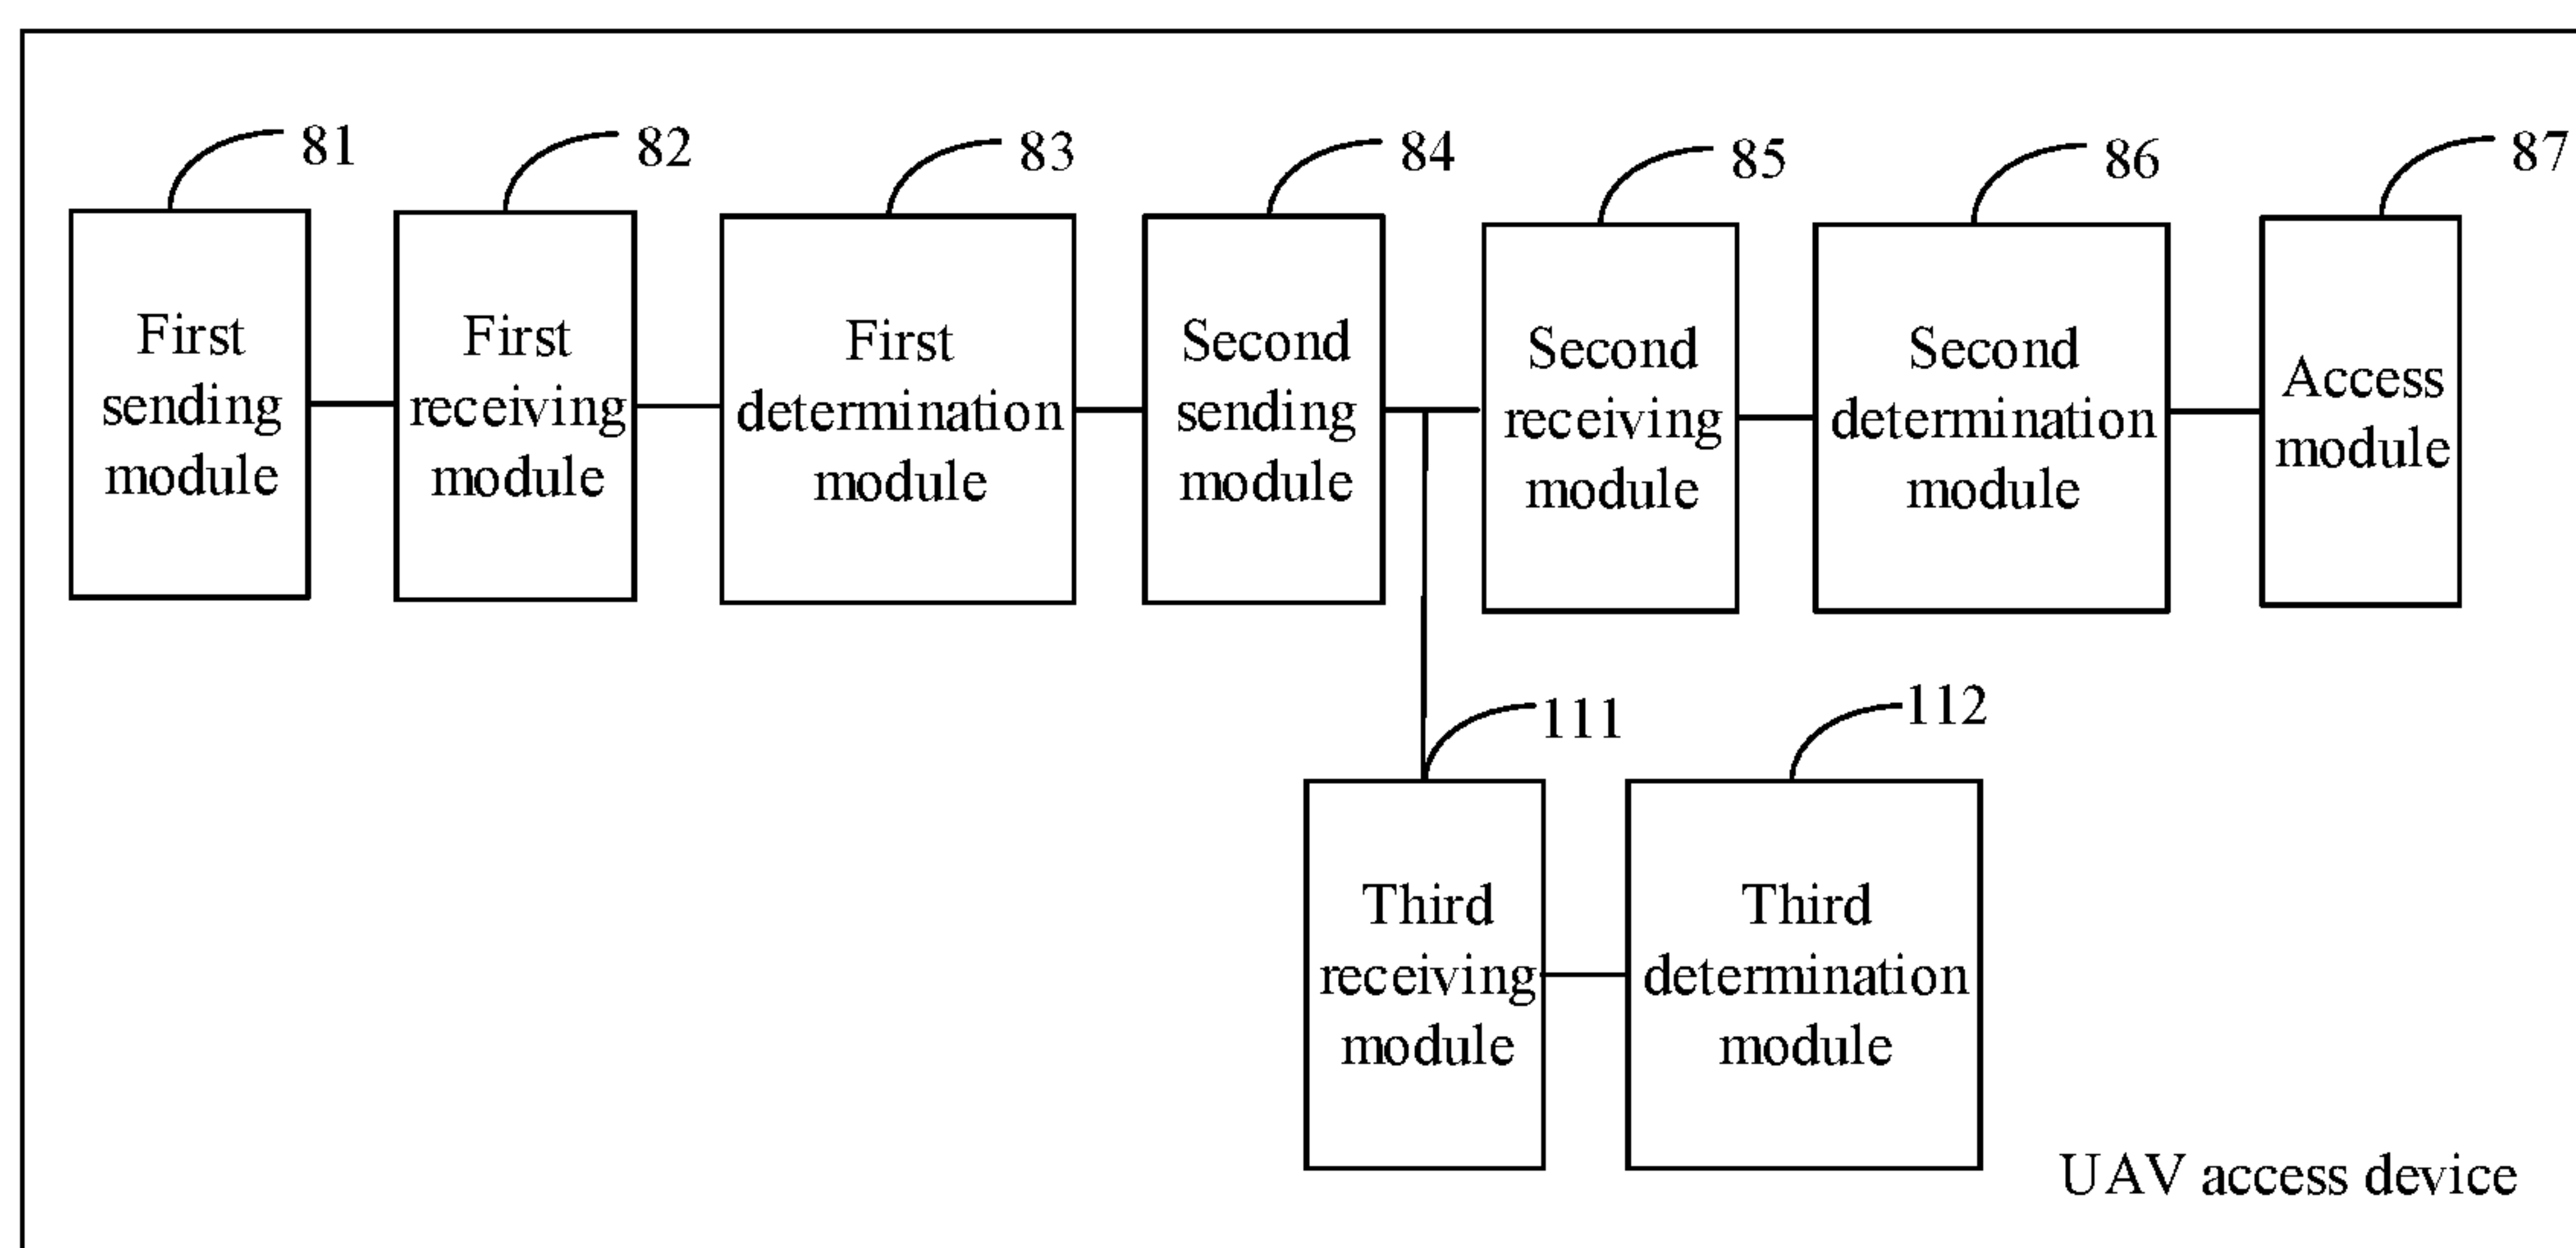 81
82
83
84
85
86
87
First
sending
module
First
receiving
module
First
determination
module
Second
sending
module
Second
receiving
module
Second
determination
module
Access
module
111
112
Third
receiving
module
Third
determination
module
UAV access device